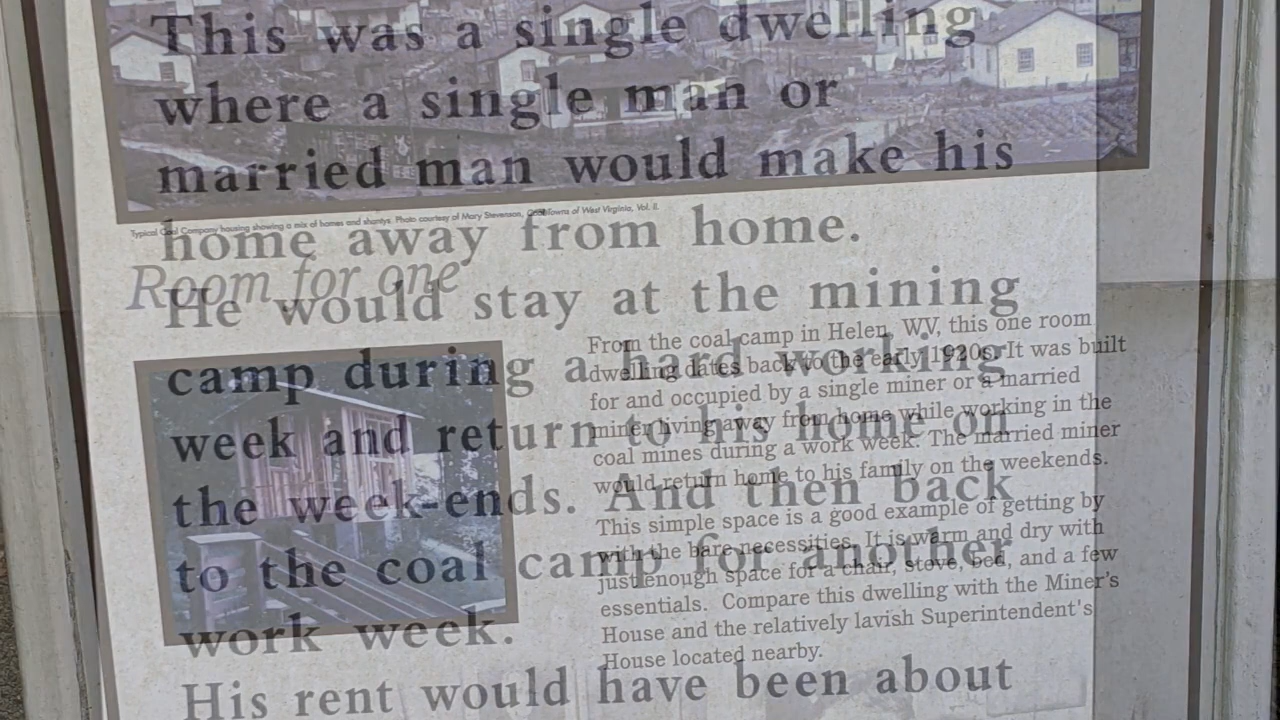 This was a single dwelling
where a single man or
married man would make his
home away from home.
He would stay at the mining
camp during a hard working
week and return to his home on
the week-ends. And then back
to the coal camp for another
work week.
His rent would have been about
Typical Coal Company housing showing a mix of homes and shantys. Photo courtesy of Mary Stevenson, Coal Towns of West Virginia, Vol. II.
Room for one
From the coal camp in Helen, WV, this one room
dwelling dates back to the early 1920s. It was built
for and occupied by a single miner or a married
miner living away from home while working in the
coal mines during a work week. The married miner
would return home to his family on the weekends.
This simple space is a good example of getting by
with the bare necessities. It is warm and dry with
just enough space for a chair, stove, bed, and a few
essentials. Compare this dwelling with the Miner's
House and the relatively lavish Superintendent's
House located nearby.